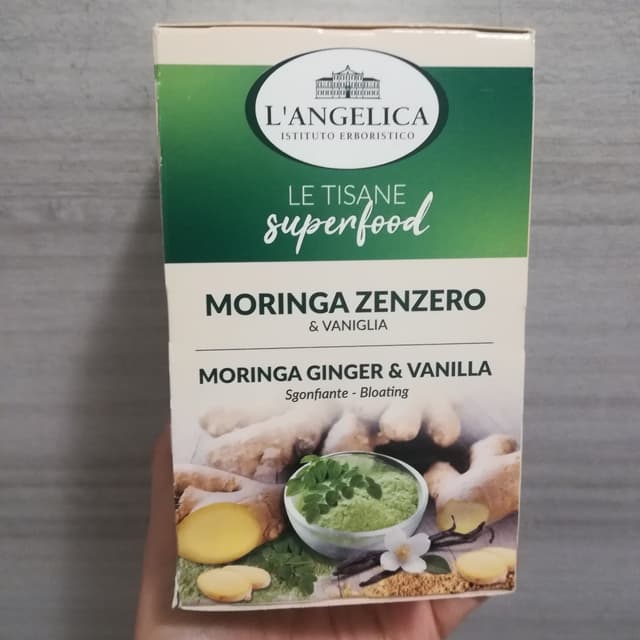 L'ANGELICA
ISTITUTO ERBORISTICO
LE TISANE
superfood
MORINGA ZENZERO
& VANIGLIA
MORINGA GINGER & VANILLA
Sgonfiante - Bloating